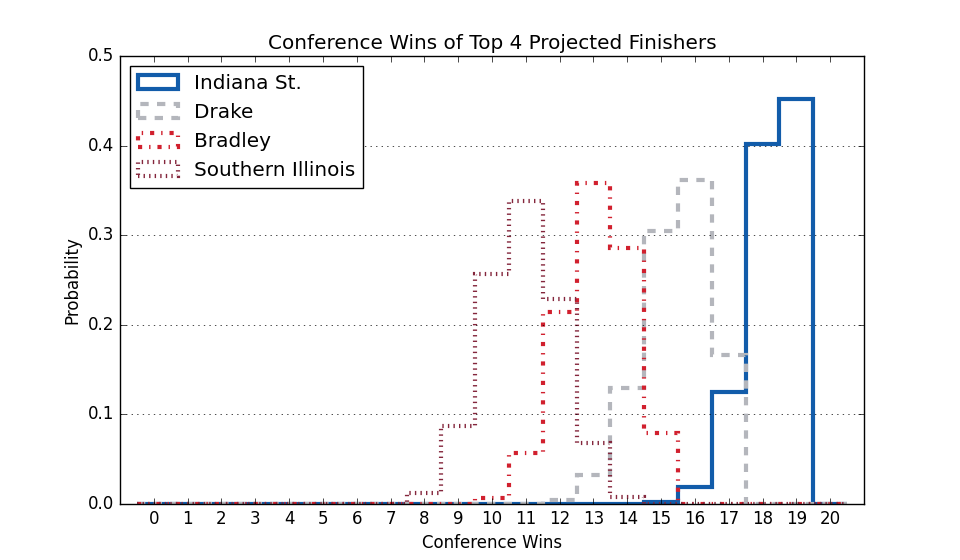 Conference Wins of Top 4 Projected Finishers
0.5
0.4
0.3
0.2
0.1
0.0
Probability
Indiana St.
Drake
Bradley
Southern Illinois
0 1 2 3 4 5 6 7 8 9 10 11 12 13 14 15 16 17 18 19 20
Conference Wins